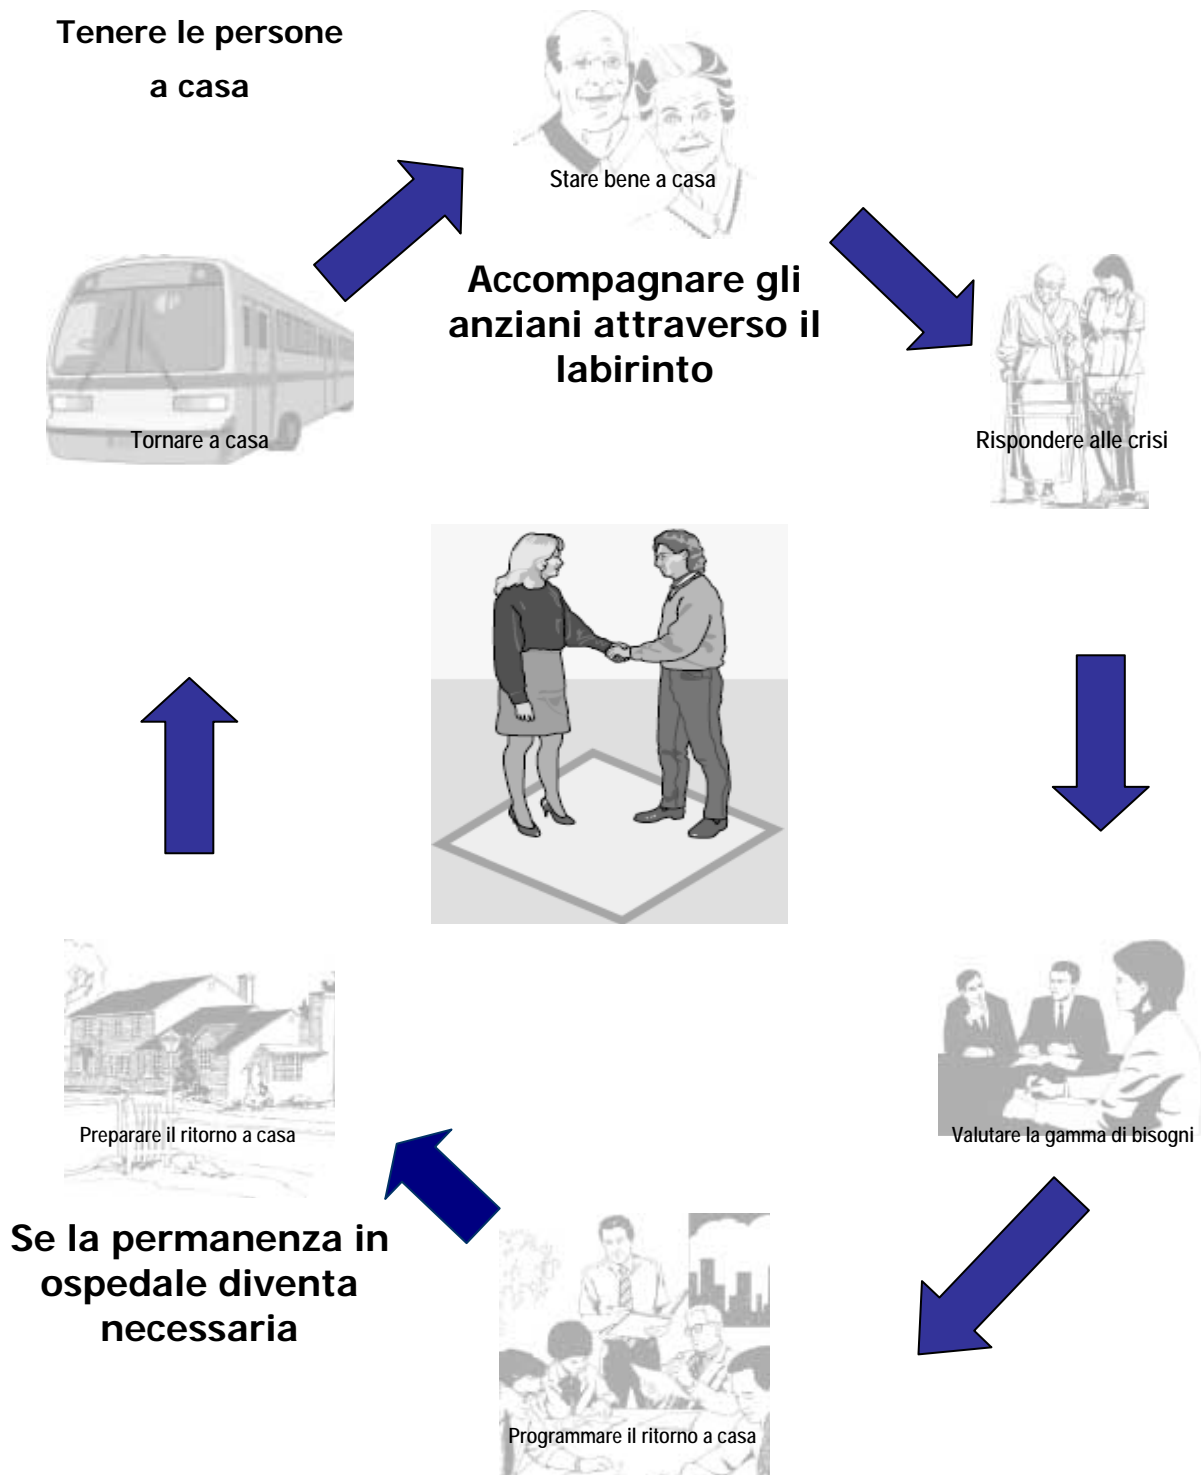 Tenere le persone
a casa
Stare bene a casa
Accompagnare gli
anziani attraverso il
labirinto
Tornare a casa
Rispondere alle crisi
Preparare il ritorno a casa
Valutare la gamma di bisogni
Se la permanenza in
ospedale diventa
necessaria
Programmare il ritorno a casa